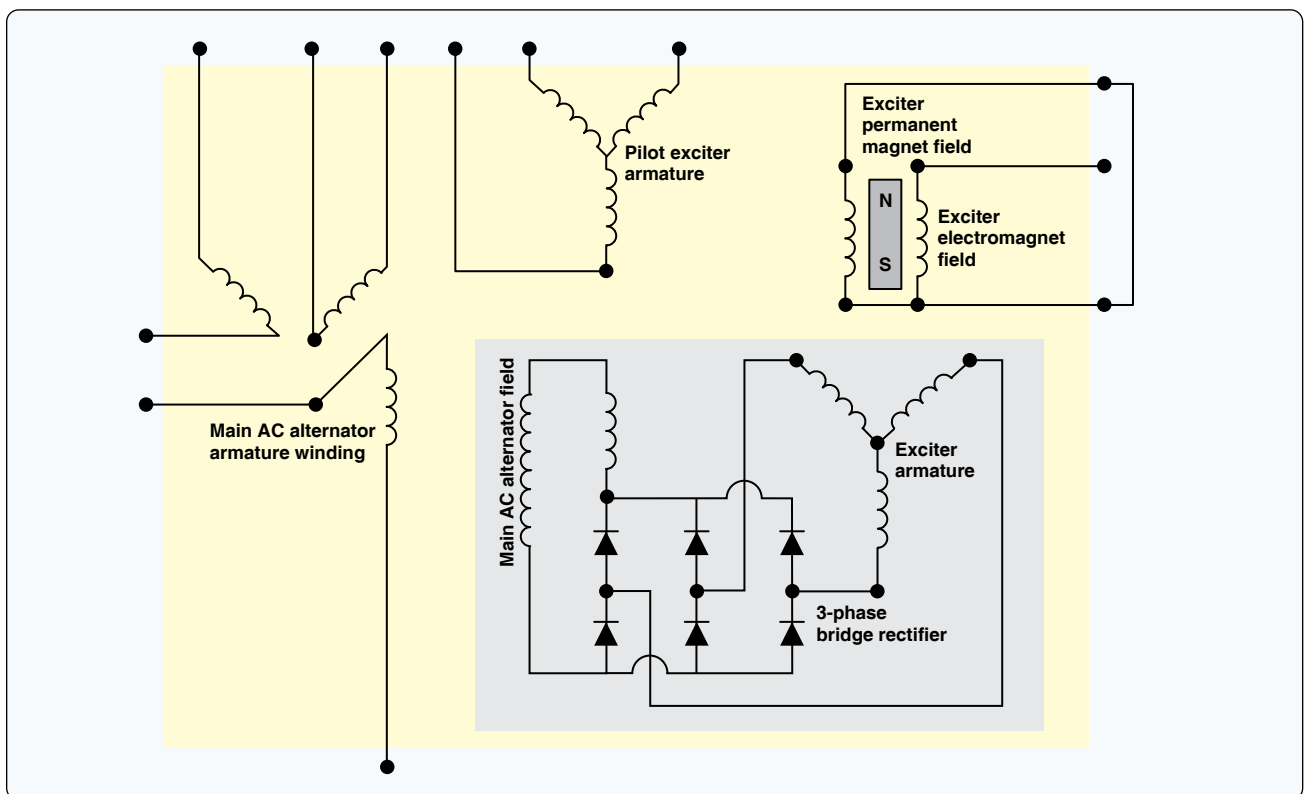 Exciter
permanent
magnet field
Pilot exciter
armature
N
S
Exciter
electromagnet
field
Main AC alternator
armature winding
Main AC alternator field
Exciter
armature
3-phase
bridge rectifier